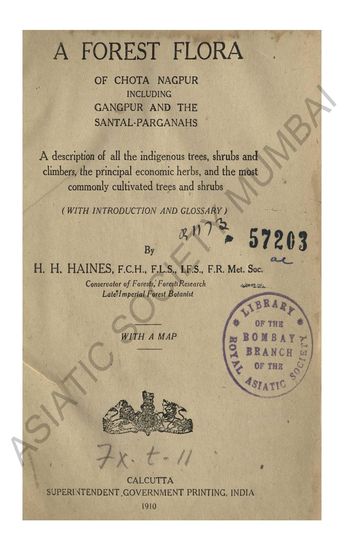 A FOREST FLORA
OF CHOTA NAGPUR
INCLUDING
GANGPUR AND THE
SANTAL-PARGANAHS
A description of all the indigenous trees, shrubs and
climbers, the principal economic herbs, and the most
commonly cultivated trees and shrubs
(WITH INTRODUCTION AND GLOSSARY)
57203
By
H. H. HAINES, F.C.H., F.L.S., I.F.S., F.R. Met. Soc.
Conservator of Forests, Forest Research
Late Imperial Forest Botanist
WITH A MAP
LIBRARY
OF THE
BOMBAY
BRANCH
OF THE
ROYAL ASIATIC SOCIETY
7x-t-11
CALCUTTA
SUPERINTENDENT GOVERNMENT PRINTING, INDIA
1910
ASIATIC SOCIETY MUMBAI